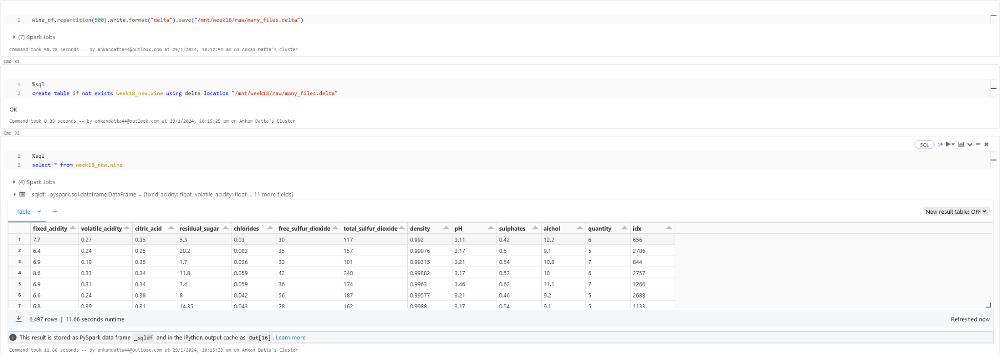 1 wine_df.repartition(500).write.format("delta").save("/mnt/week18/raw/many_files.delta")
(7) Spark Jobs
Command took 50.78 seconds -- by ankandatta44@outlook.com at 29/1/2024, 10:12:53 am on Ankan Datta's Cluster
Cmd 31
1 %sql
2 create table if not exists week18_new.wine using delta location "/mnt/week18/raw/many_files.delta"
OK
Command took 0.89 seconds -- by ankandatta44@outlook.com at 29/1/2024, 10:15:25 am on Ankan Datta's Cluster
Cmd 32
SQL
1 %sql
2 select * from week18_new.wine
(4) Spark Jobs
_sqldf: pyspark.sql.dataframe.DataFrame = [fixed_acidity: float, volatile_acidity: float ... 11 more fields]
Table +
New result table: OFF
fixed_acidity volatile_acidity citric_acid residual_sugar chlorides free_sulfur_dioxide total_sulfur_dioxide density pH sulphates alchol quantity idx
1 7.7 0.27 0.35 5.3 0.03 30 117 0.992 3.11 0.42 12.2 6 656
2 6.4 0.24 0.25 20.2 0.083 35 157 0.99976 3.17 0.5 9.1 5 2786
3 6.9 0.19 0.35 1.7 0.036 33 101 0.99315 3.21 0.54 10.8 7 844
4 8.6 0.33 0.34 11.8 0.059 42 240 0.99882 3.17 0.52 10 6 2757
5 6.9 0.31 0.34 7.4 0.059 36 174 0.9963 3.46 0.62 11.1 7 1266
6 6.6 0.24 0.38 8 0.042 56 187 0.99577 3.21 0.46 9.2 5 2688
7 6.8 0.39 0.31 14.35 0.043 28 162 0.9988 3.17 0.54 9.1 5 1133
6,497 rows | 11.66 seconds runtime
Refreshed now
This result is stored as PySpark data frame _sqldf and in the IPython output cache as Out[16] . Learn more
Command took 11.66 seconds -- by ankandatta44@outlook.com at 29/1/2024, 10:15:33 am on Ankan Datta's Cluster